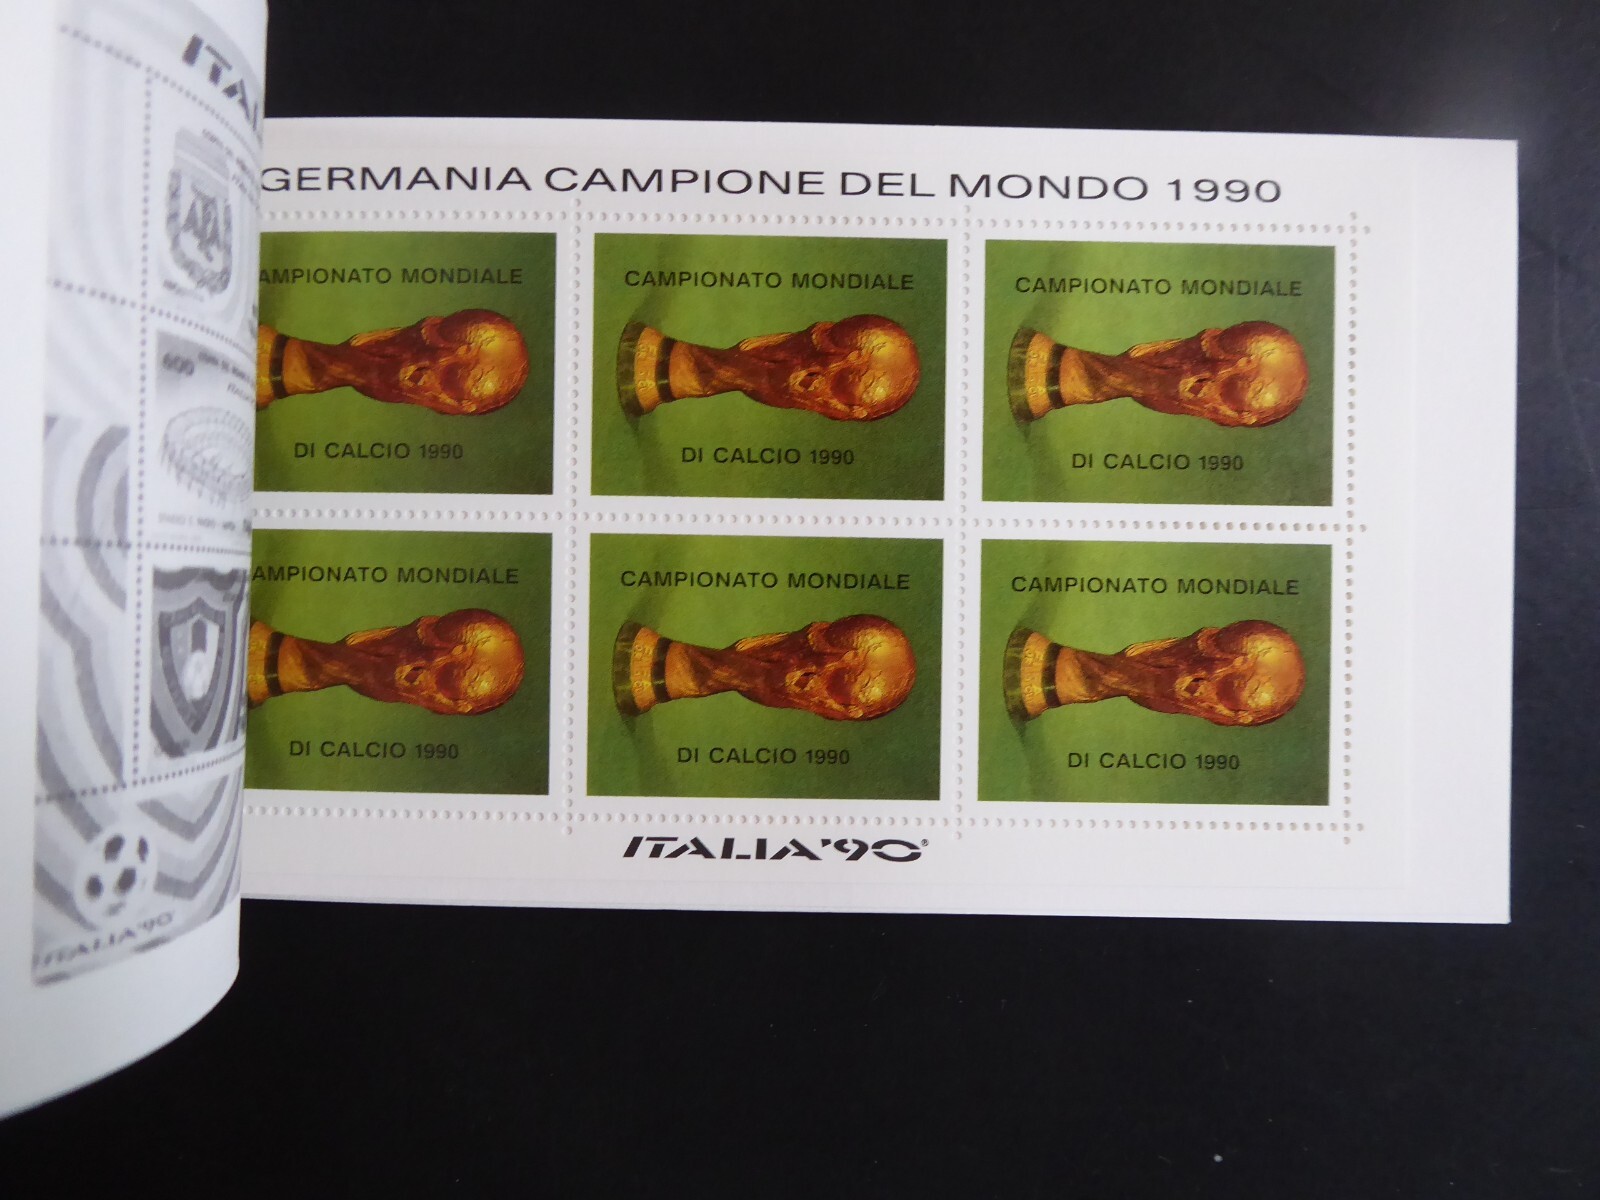 ITALI
600
ITALIA'90
GERMANIA CAMPIONE DEL MONDO 1990
AMPIONATO MONDIALE
DI CALCIO 1990
CAMPIONATO MONDIALE
DI CALCIO 1990
CAMPIONATO MONDIALE
DI CALCIO 1990
AMPIONATO MONDIALE
DI CALCIO 1990
CAMPIONATO MONDIALE
DI CALCIO 1990
CAMPIONATO MONDIALE
DI CALCIO 1990
ITALIA'90®